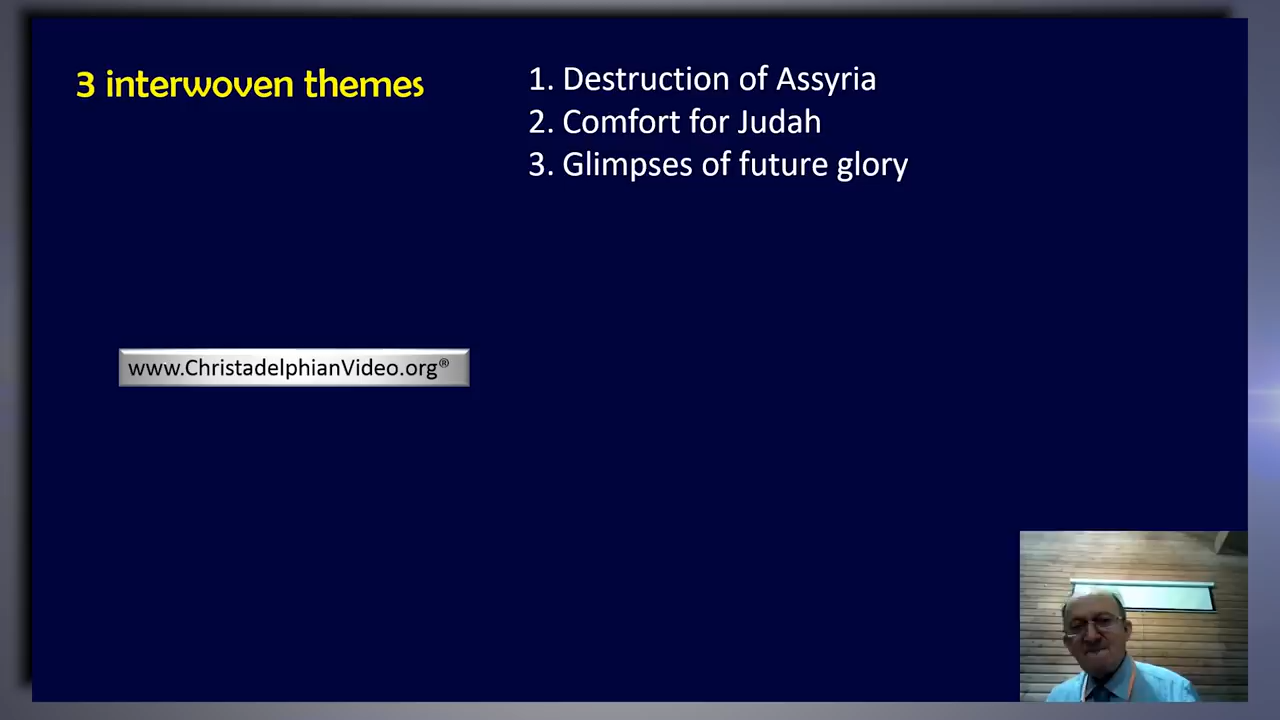 3 interwoven themes
1. Destruction of Assyria
2. Comfort for Judah
3. Glimpses of future glory
www.ChristadelphianVideo.org®